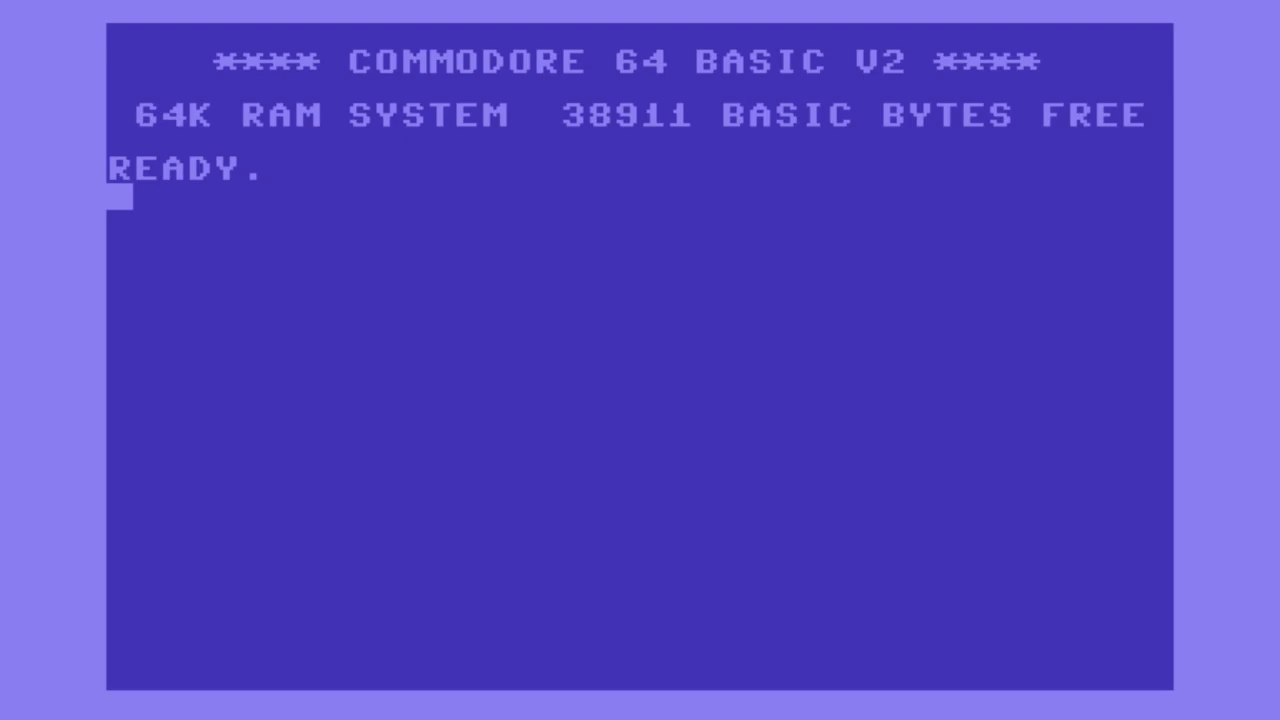 **** COMMODORE 64 BASIC V2 ****
64K RAM SYSTEM  38911 BASIC BYTES FREE
READY.